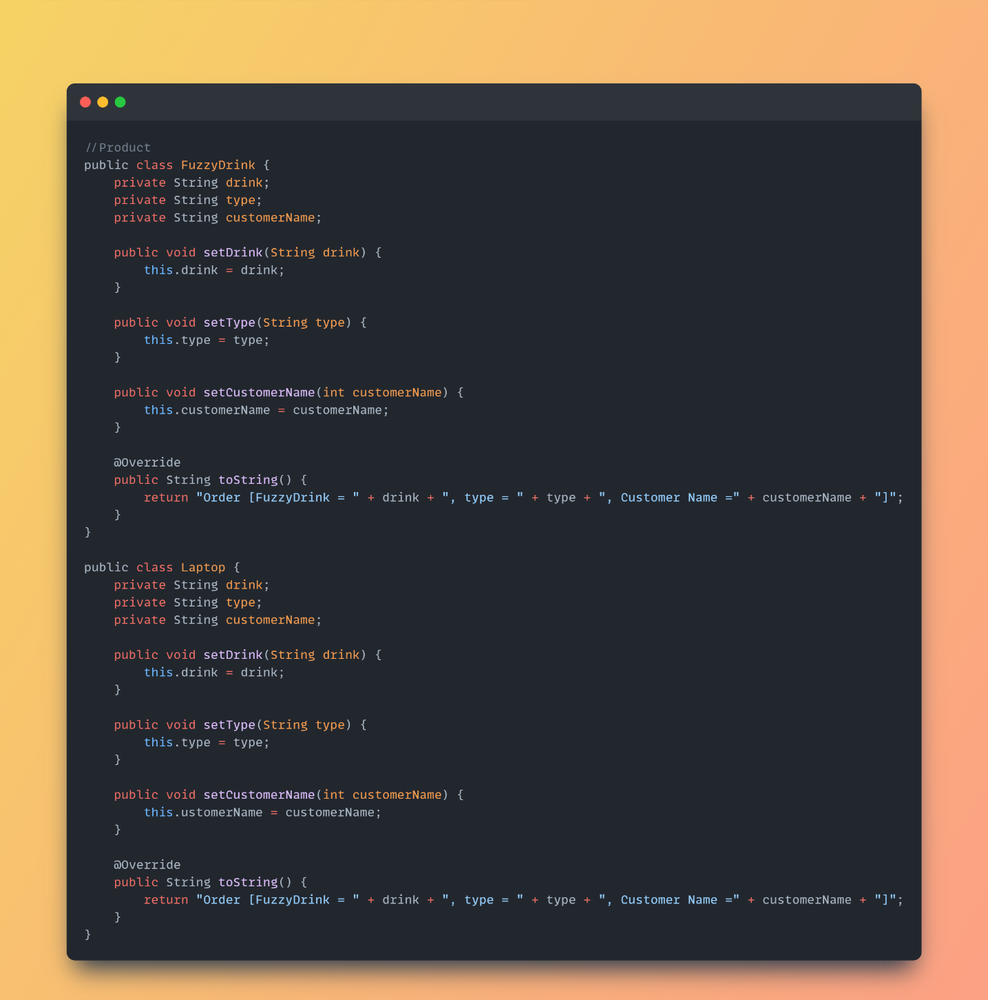 //Product
public class FuzzyDrink {
    private String drink;
    private String type;
    private String customerName;

    public void setDrink(String drink) {
        this.drink = drink;
    }

    public void setType(String type) {
        this.type = type;
    }

    public void setCustomerName(int customerName) {
        this.customerName = customerName;
    }

    @Override
    public String toString() {
        return "Order [FuzzyDrink = " + drink + ", type = " + type + ", Customer Name =" + customerName + "]";
    }
}

public class Laptop {
    private String drink;
    private String type;
    private String customerName;

    public void setDrink(String drink) {
        this.drink = drink;
    }

    public void setType(String type) {
        this.type = type;
    }

    public void setCustomerName(int customerName) {
        this.ustomerName = customerName;
    }

    @Override
    public String toString() {
        return "Order [FuzzyDrink = " + drink + ", type = " + type + ", Customer Name =" + customerName + "]";
    }
}